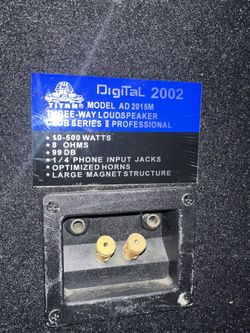 DIGITAL 2002
TITAN
MODEL AD 2015M
THREE-WAY LOUDSPEAKER
SERIES II PROFESSIONAL
* 10-500 WATTS
* 8 OHMS
* 99 DB
* 1/4 PHONE INPUT JACKS
* OPTIMIZED HORNS
* LARGE MAGNET STRUCTURE